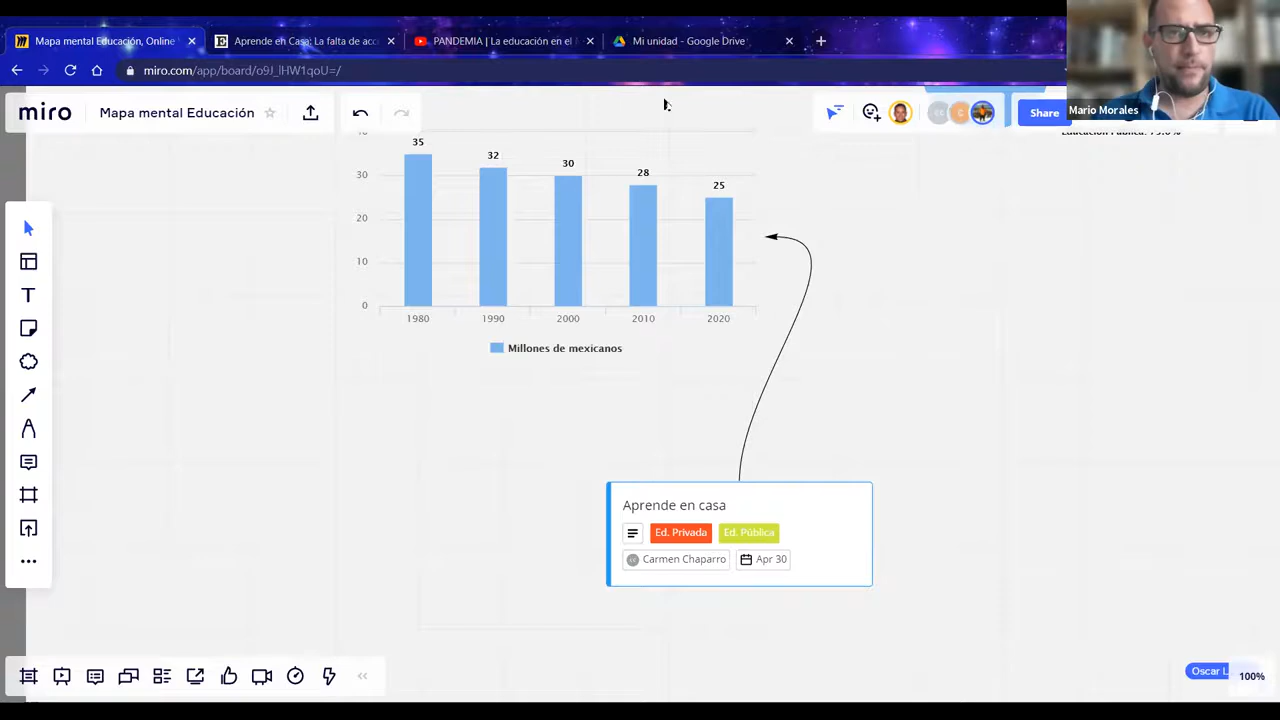 Mapa mental Educación, Online
Aprende en Casa: La falta de acc
PANDEMIA | La educación en el
Mi unidad - Google Drive
miro.com/app/board/o9J_lHW1qoU=/
Mario Morales
miro
Mapa mental Educación
Share
35
32
30
28
25
30
20
10
0
1980
1990
2000
2010
2020
Millones de mexicanos
Aprende en casa
Ed. Privada
Ed. Pública
Carmen Chaparro
Apr 30
Oscar L
100%